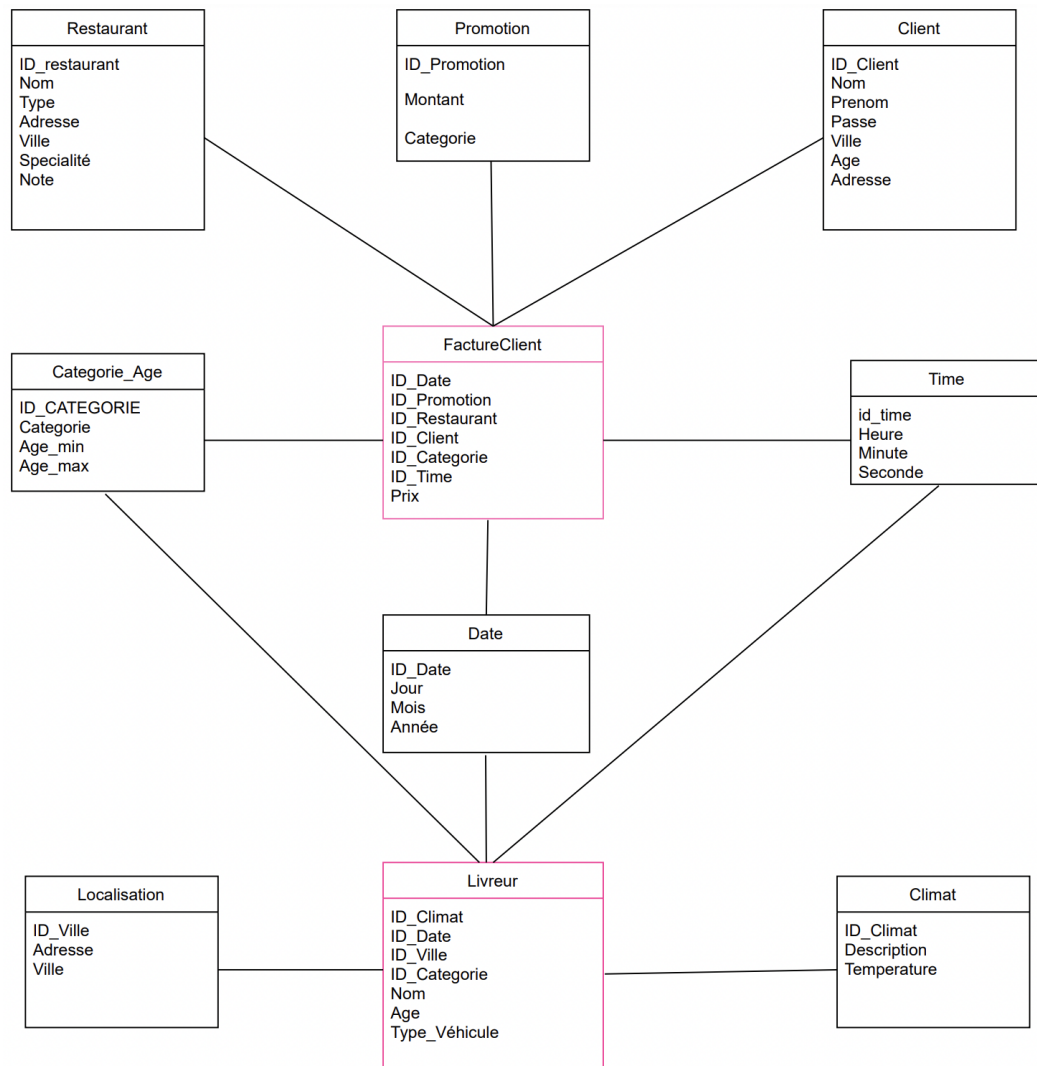 Restaurant
ID_restaurant
Nom
Type
Adresse
Ville
Specialité
Note
Promotion
ID_Promotion
Montant
Categorie
Client
ID_Client
Nom
Prenom
Passe
Ville
Age
Adresse
Categorie_Age
ID_CATEGORIE
Categorie
Age_min
Age_max
FactureClient
ID_Date
ID_Promotion
ID_Restaurant
ID_Client
ID_Categorie
ID_Time
Prix
Time
id_time
Heure
Minute
Seconde
Date
ID_Date
Jour
Mois
Année
Localisation
ID_Ville
Adresse
Ville
Livreur
ID_Climat
ID_Date
ID_Ville
ID_Categorie
Nom
Age
Type_Véhicule
Climat
ID_Climat
Description
Temperature